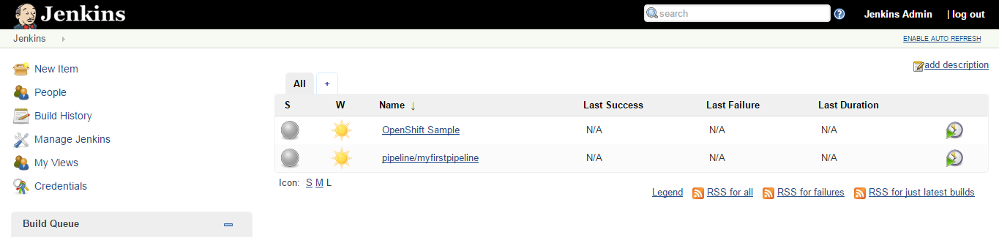 Jenkins
search
Jenkins Admin | log out
Jenkins
ENABLE AUTO REFRESH
New Item
People
Build History
Manage Jenkins
My Views
Credentials
Build Queue
add description
All +
S W Name ↓ Last Success Last Failure Last Duration
OpenShift Sample N/A N/A N/A
pipeline/myfirstpipeline N/A N/A N/A
Icon: S M L
Legend RSS for all RSS for failures RSS for just latest builds